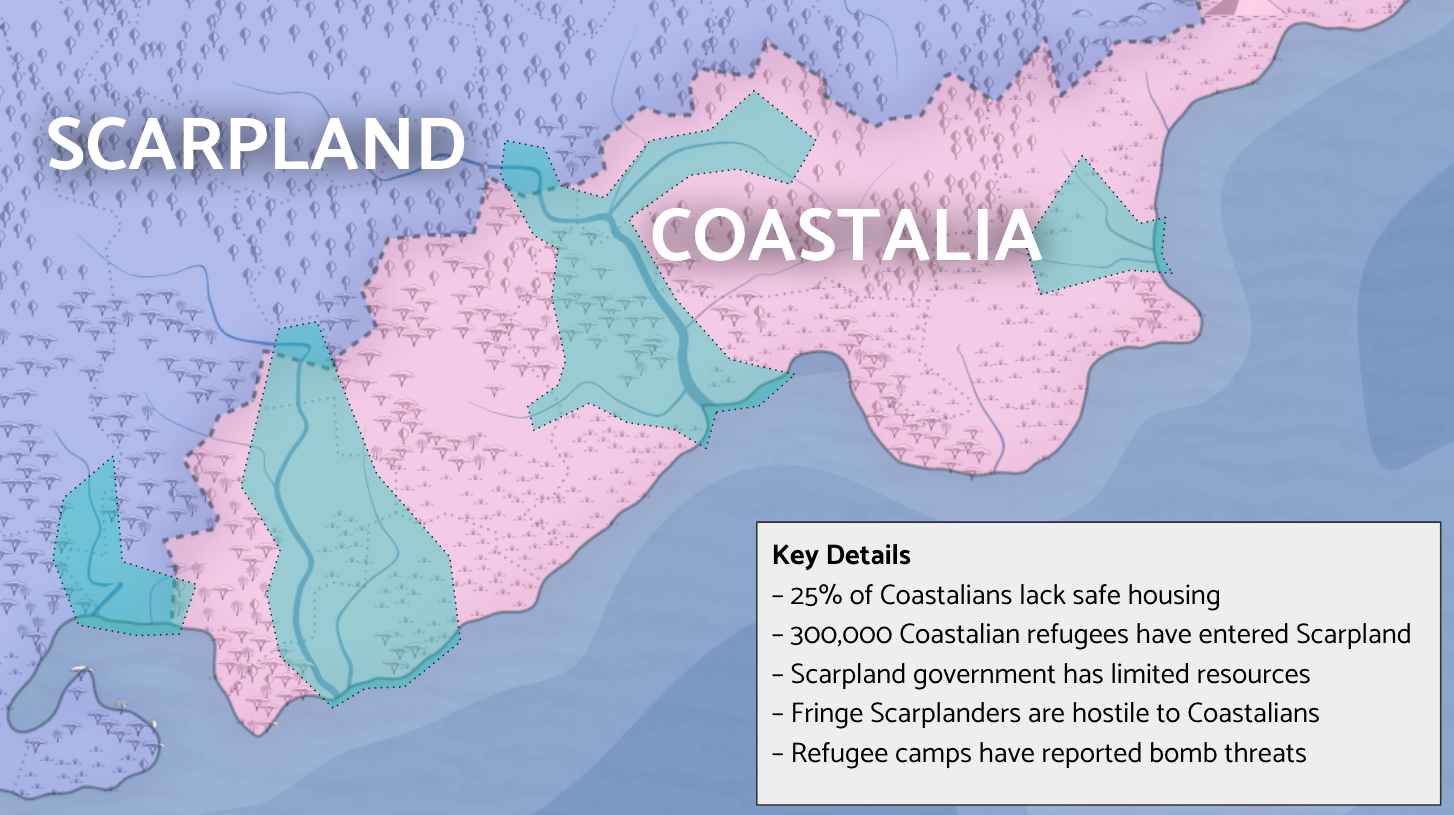 SCARPLAND
COASTALIA
Key Details
– 25% of Coastalians lack safe housing
– 300,000 Coastalian refugees have entered Scarpland
– Scarpland government has limited resources
– Fringe Scarplanders are hostile to Coastalians
– Refugee camps have reported bomb threats